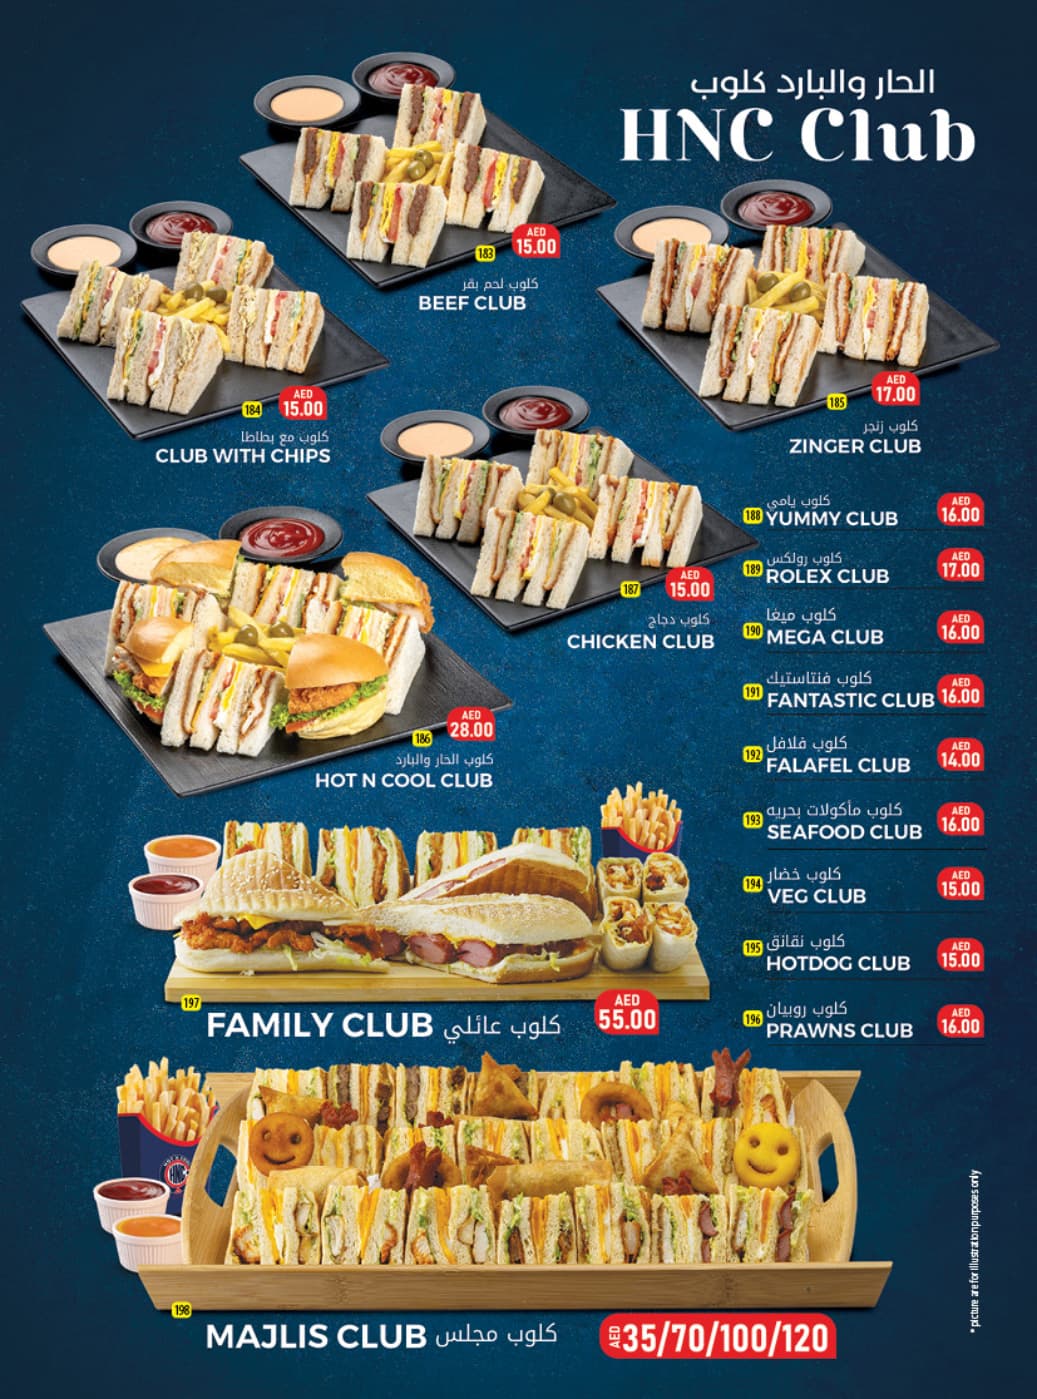 الحار والبارد كلوب
HNC Club
183
AED
15.00
كلوب لحم بقر
BEEF CLUB
184
AED
15.00
كلوب مع بطاطا
CLUB WITH CHIPS
185
AED
17.00
كلوب زنجر
ZINGER CLUB
187
AED
15.00
كلوب دجاج
CHICKEN CLUB
186
AED
28.00
كلوب الحار والبارد
HOT N COOL CLUB
188
كلوب يامي
YUMMY CLUB
AED
16.00
189
كلوب رولكس
ROLEX CLUB
AED
17.00
190
كلوب ميغا
MEGA CLUB
AED
16.00
191
كلوب فنتاستيك
FANTASTIC CLUB
AED
16.00
192
كلوب فلافل
FALAFEL CLUB
AED
14.00
193
كلوب مأكولات بحريه
SEAFOOD CLUB
AED
16.00
194
كلوب خضار
VEG CLUB
AED
15.00
195
كلوب نقانق
HOTDOG CLUB
AED
15.00
196
كلوب روبيان
PRAWNS CLUB
AED
16.00
197
FAMILY CLUB كلوب عائلي
AED
55.00
HNC
198
MAJLIS CLUB كلوب مجلس
AED 35/70/100/120
* picture are for illustration purposes only